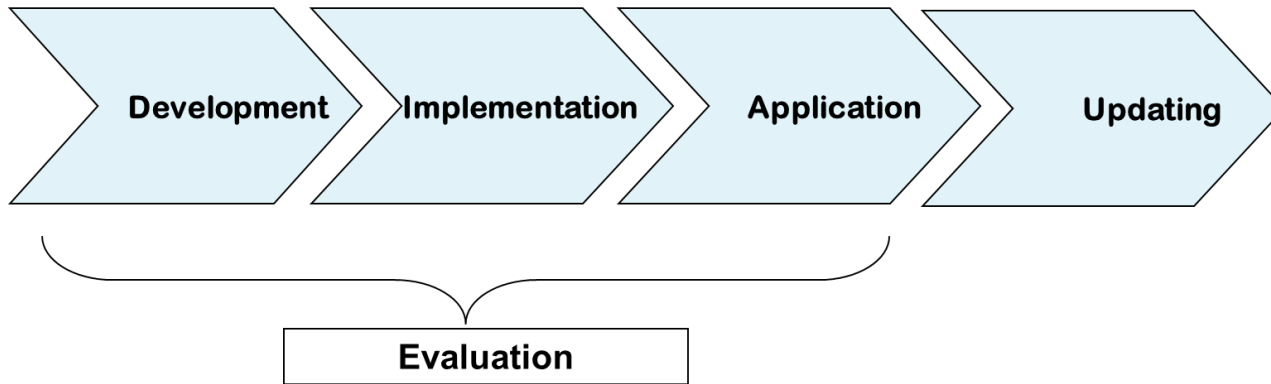 Development
Implementation
Application
Updating
Evaluation